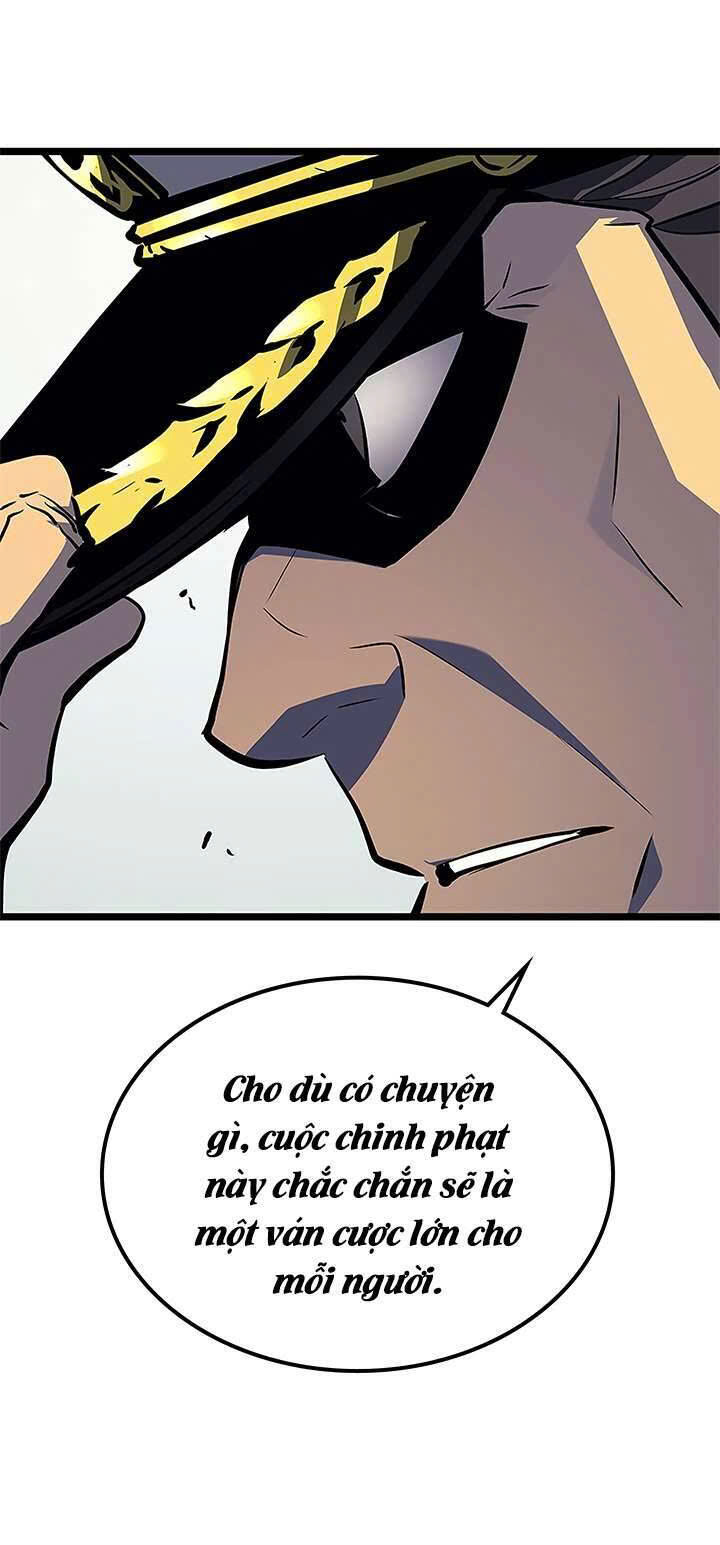 Cho dù có chuyện
gì, cuộc chinh phạt
này chắc chắn sẽ là
một ván cược lớn cho
mỗi người.